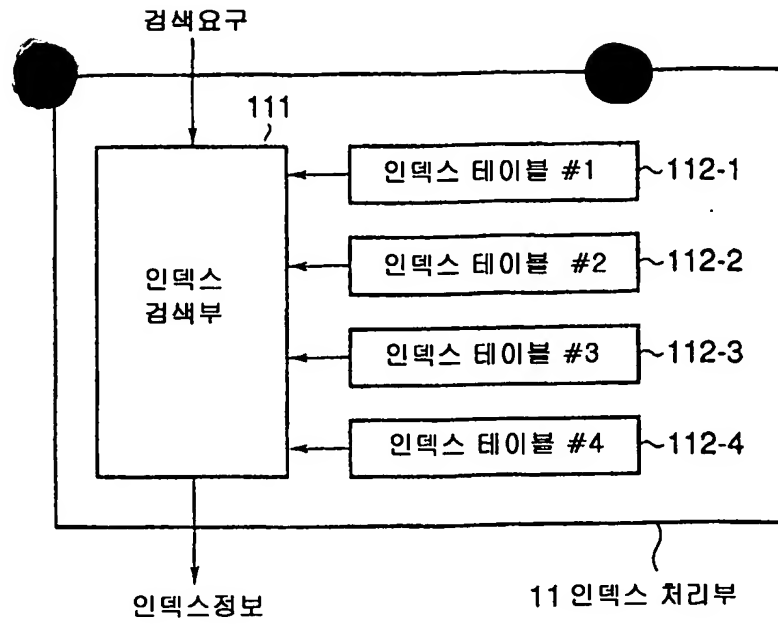 검색요구
111
인덱스 테이블 #1
112-1
인덱스 테이블 #2
112-2
인덱스
검색부
인덱스 테이블 #3
112-3
인덱스 테이블 #4
112-4
인덱스정보
11 인덱스 처리부